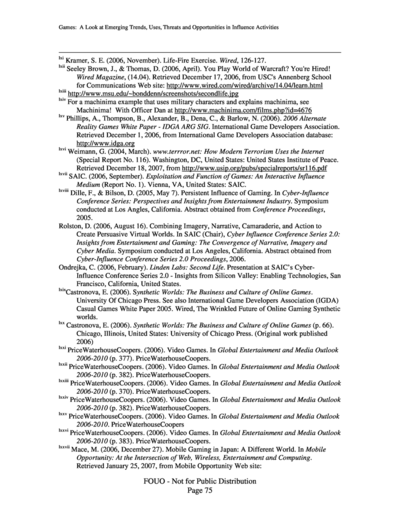 Games: A Look at Emerging Trends, Uses, Threats and Opportunities in Influence Activities
lxi Kramer, S. E. (2006, November). Life-Fire Exercise. Wired, 126-127.
lxii Seeley Brown, J., & Thomas, D. (2006, April). You Play World of Warcraft? You're Hired!
Wired Magazine, (14.04). Retrieved December 17, 2006, from USC's Annenberg School
for Communications Web site: http://www.wired.com/wired/archive/14.04/learn.html
lxiii http://www.msu.edu/~bonddenn/screenshots/secondlife.jpg
lxiv For a machinima example that uses military characters and explains machinima, see
Machinima! With Officer Dan at http://www.machinima.com/films.php?id=4676
lxv Phillips, A., Thompson, B., Alexander, B., Dena, C., & Barlow, N. (2006). 2006 Alternate
Reality Games White Paper - IDGA ARG SIG. International Game Developers Association.
Retrieved December 1, 2006, from International Game Developers Association database:
http://www.idga.org
lxvi Weimann, G. (2004, March). www.terrror.net: How Modern Terrorism Uses the Internet
(Special Report No. 116). Washington, DC, United States: United States Institute of Peace.
Retrieved December 18, 2007, from http://www.usip.org/pubs/specialreports/sr116.pdf
lxvii SAIC. (2006, September). Exploitation and Function of Games: An Interactive Influence
Medium (Report No. 1). Vienna, VA, United States: SAIC.
lxviii Dille, F., & Bilson, D. (2005, May 7). Persistent Influence of Gaming. In Cyber-Influence
Conference Series: Perspectives and Insights from Entertainment Industry. Symposium
conducted at Los Angles, California. Abstract obtained from Conference Proceedings,
2005.
Rolston, D. (2006, August 16). Combining Imagery, Narrative, Camaraderie, and Action to
Create Persuasive Virtual Worlds. In SAIC (Chair), Cyber Influence Conference Series 2.0:
Insights from Entertainment and Gaming: The Convergence of Narrative, Imagery and
Cyber Media. Symposium conducted at Los Angeles, California. Abstract obtained from
Cyber-Influence Conference Series 2.0 Proceedings, 2006.
Ondrejka, C. (2006, February). Linden Labs: Second Life. Presentation at SAIC's Cyber-
Influence Conference Series 2.0 - Insights from Silicon Valley: Enabling Technologies, San
Francisco, California, United States.
lxix Castronova, E. (2006). Synthetic Worlds: The Business and Culture of Online Games.
University Of Chicago Press. See also International Game Developers Association (IGDA)
Casual Games White Paper 2005. Wired, The Wrinkled Future of Online Gaming Synthetic
worlds.
lxx Castronova, E. (2006). Synthetic Worlds: The Business and Culture of Online Games (p. 66).
Chicago, Illinois, United States: University of Chicago Press. (Original work published
2006)
lxxi PriceWaterhouseCoopers. (2006). Video Games. In Global Entertainment and Media Outlook
2006-2010 (p. 377). PriceWaterhouseCoopers.
lxxii PriceWaterhouseCoopers. (2006). Video Games. In Global Entertainment and Media Outlook
2006-2010 (p. 382). PriceWaterhouseCoopers.
lxxiii PriceWaterhouseCoopers. (2006). Video Games. In Global Entertainment and Media Outlook
2006-2010 (p. 370). PriceWaterhouseCoopers.
lxxiv PriceWaterhouseCoopers. (2006). Video Games. In Global Entertainment and Media Outlook
2006-2010 (p. 382). PriceWaterhouseCoopers.
lxxv PriceWaterhouseCoopers. (2006). Video Games. In Global Entertainment and Media Outlook
2006-2010. PriceWaterhouseCoopers
lxxvi PriceWaterhouseCoopers. (2006). Video Games. In Global Entertainment and Media Outlook
2006-2010 (p. 383). PriceWaterhouseCoopers.
lxxvii Mace, M. (2006, December 27). Mobile Gaming in Japan: A Different World. In Mobile
Opportunity: At the Intersection of Web, Wireless, Entertainment and Computing.
Retrieved January 25, 2007, from Mobile Opportunity Web site:
FOUO - Not for Public Distribution
Page 75